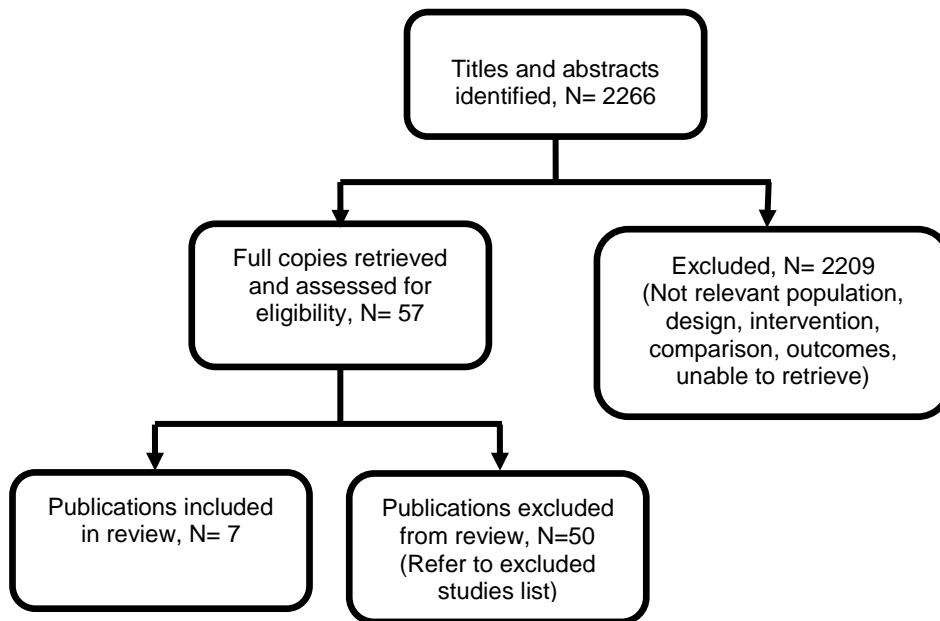 Titles and abstracts
identified, N= 2266
Full copies retrieved
and assessed for
eligibility, N= 57
Excluded, N= 2209
(Not relevant population,
design, intervention,
comparison, outcomes,
unable to retrieve)
Publications included
in review, N= 7
Publications excluded
from review, N=50
(Refer to excluded
studies list)